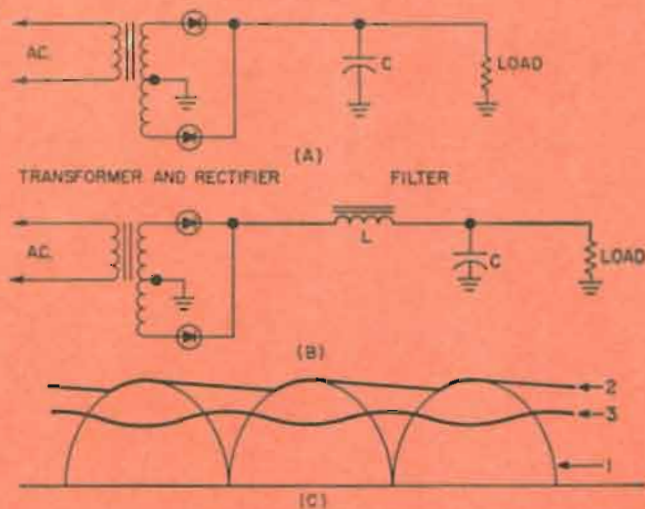 A.C.
C
LOAD
(A)
TRANSFORMER AND RECTIFIER FILTER
A.C.
L
C
LOAD
(B)
2
3
1
(C)